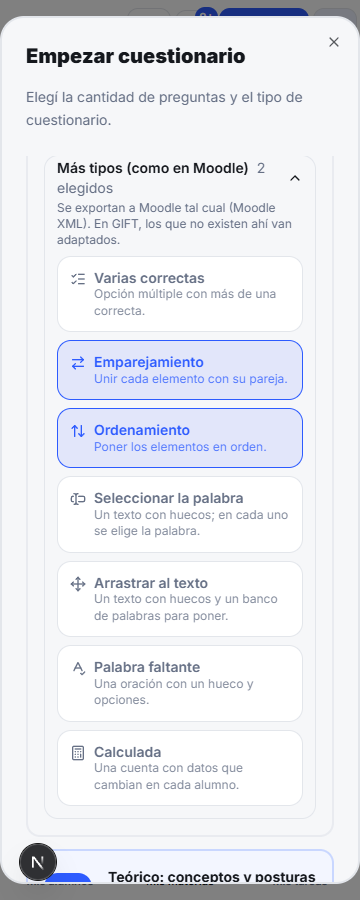 Empezar cuestionario
Elegí la cantidad de preguntas y el tipo de
cuestionario.
Más tipos (como en Moodle) 2
elegidos
Se exportan a Moodle tal cual (Moodle
XML). En GIFT, los que no existen ahí van
adaptados.
Varias correctas
Opción múltiple con más de una
correcta.
Emparejamiento
Unir cada elemento con su pareja.
Ordenamiento
Poner los elementos en orden.
Seleccionar la palabra
Un texto con huecos; en cada uno
se elige la palabra.
Arrastrar al texto
Un texto con huecos y un banco
de palabras para poner.
Palabra faltante
Una oración con un hueco y
opciones.
Calculada
Una cuenta con datos que
cambian en cada alumno.
N
Teórico: conceptos y posturas